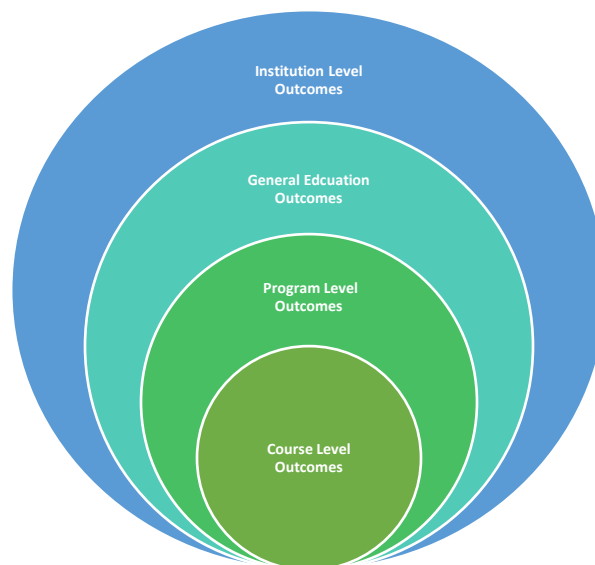 Institution Level
Outcomes
General Edcuation
Outcomes
Program Level
Outcomes
Course Level
Outcomes